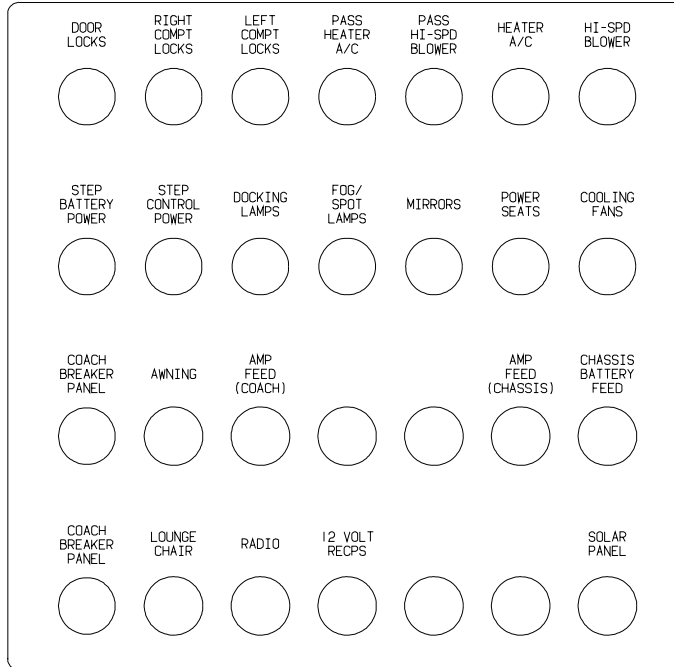 DOOR
LOCKS
RIGHT
COMPT
LOCKS
LEFT
COMPT
LOCKS
PASS
HEATER
A/C
PASS
HI-SPD
BLOWER
HEATER
A/C
HI-SPD
BLOWER
STEP
BATTERY
POWER
STEP
CONTROL
POWER
DOCKING
LAMPS
FOG/
SPOT
LAMPS
MIRRORS
POWER
SEATS
COOLING
FANS
COACH
BREAKER
PANEL
AWNING
AMP
FEED
(COACH)
AMP
FEED
(CHASSIS)
CHASSIS
BATTERY
FEED
COACH
BREAKER
PANEL
LOUNGE
CHAIR
RADIO
12 VOLT
RECPS
SOLAR
PANEL